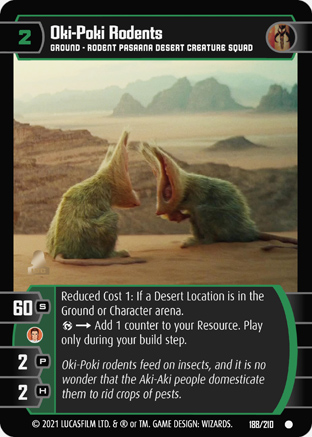 2
Oki-Poki Rodents
GROUND - RODENT PASAANA DESERT CREATURE SQUAD
60 S
Reduced Cost 1: If a Desert Location is in the
Ground or Character arena.
→ Add 1 counter to your Resource. Play
only during your build step.
2 P
2 H
Oki-Poki rodents feed on insects, and it is no
wonder that the Aki-Aki people domesticate
them to rid crops of pests.
© 2021 LUCASFILM LTD. & ® or TM. GAME DESIGN: WIZARDS.
188/210